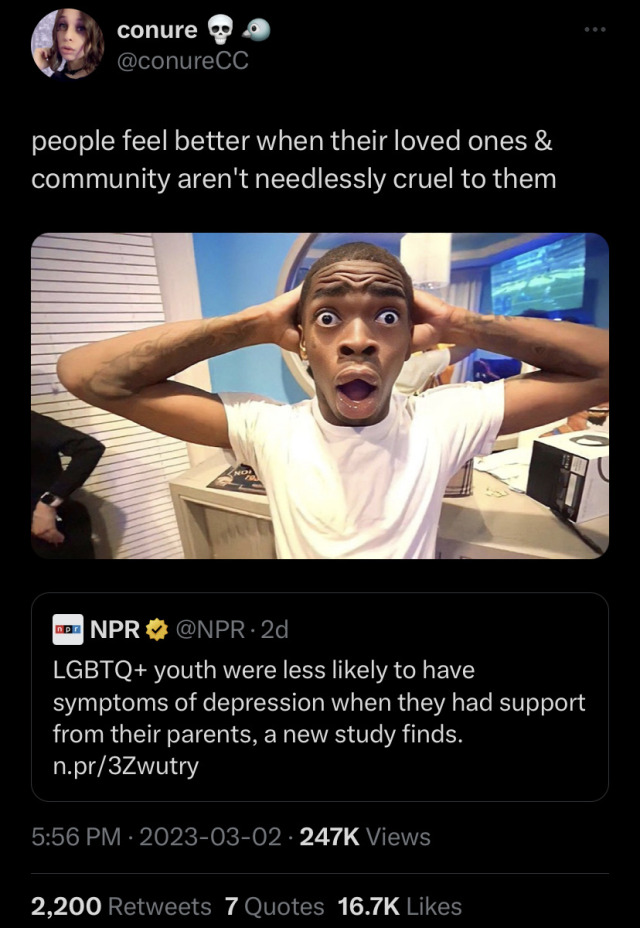 conure 💀🐦
@conureCC
people feel better when their loved ones &
community aren't needlessly cruel to them
npr NPR @NPR · 2d
LGBTQ+ youth were less likely to have
symptoms of depression when they had support
from their parents, a new study finds.
n.pr/3Zwutry
5:56 PM · 2023-03-02 · 247K Views
2,200 Retweets 7 Quotes 16.7K Likes